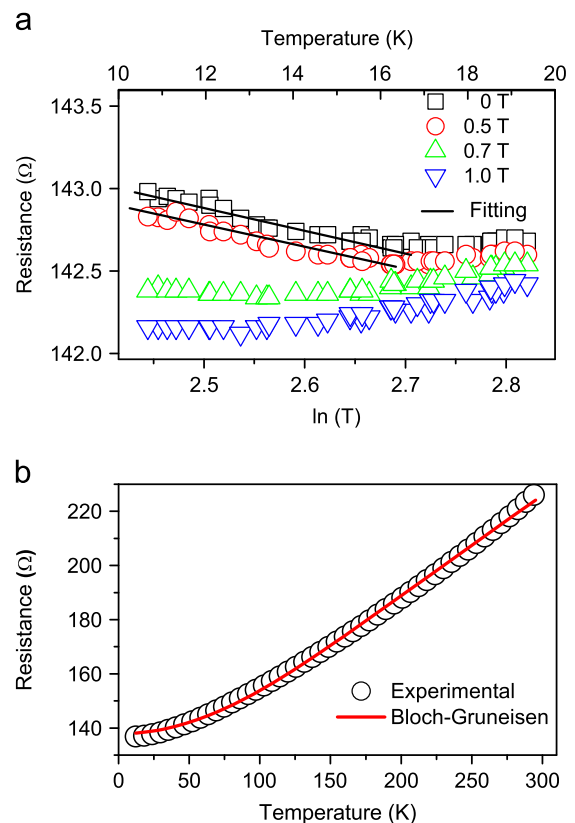 a
Temperature (K)
10 12 14 16 18 20
143.5
143.0
142.5
142.0
Resistance (Ω)
0 T
0.5 T
0.7 T
1.0 T
Fitting
2.5 2.6 2.7 2.8
ln (T)
b
220
200
180
160
140
Resistance (Ω)
Experimental
Bloch-Gruneisen
0 50 100 150 200 250 300
Temperature (K)